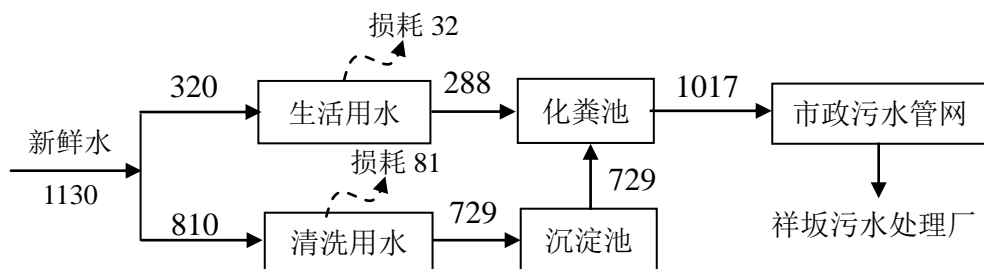 损耗 32
320
生活用水
288
化粪池
1017
市政污水管网
新鲜水
1130
损耗 81
729
810
清洗用水
729
沉淀池
祥坂污水处理厂